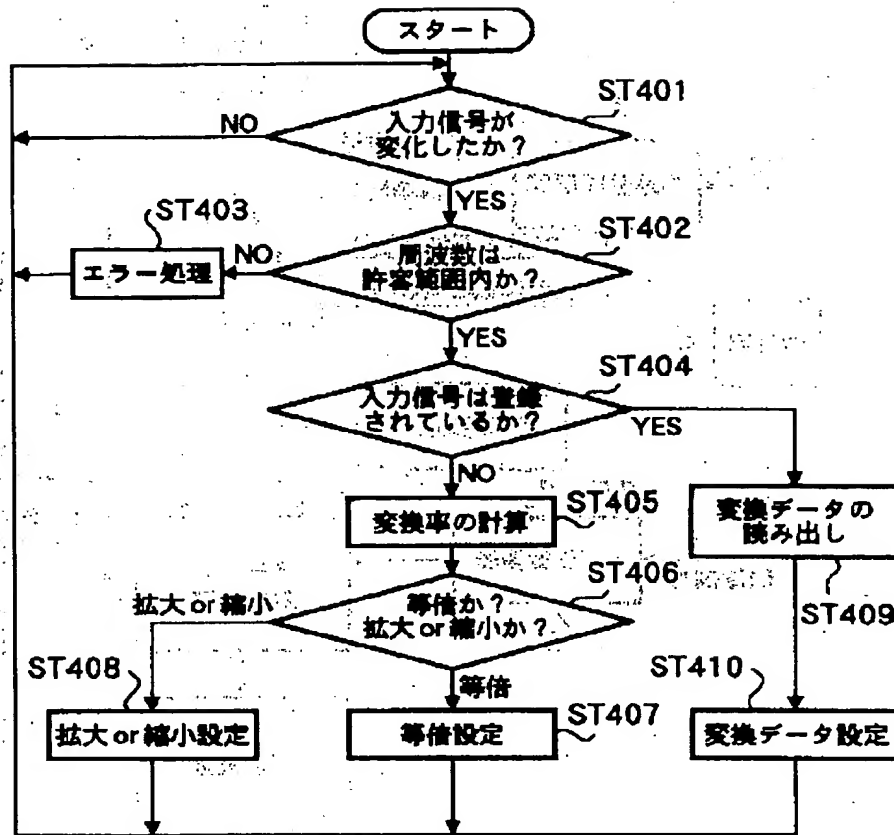 スタート
ST401
入力信号が
変化したか？
NO
YES
ST403
ST402
エラー処理
NO
周波数は
許容範囲内か？
YES
ST404
入力信号は登録
されているか？
YES
NO
ST405
変換率の計算
変換データの
読み出し
ST409
ST406
等倍か？
拡大or縮小か？
拡大or縮小
等倍
ST408
拡大or縮小設定
ST407
等倍設定
ST410
変換データ設定